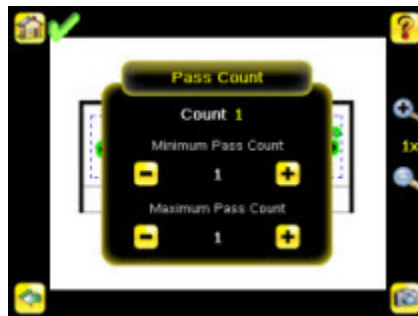 Pass Count
Count 1
Minimum Pass Count
1
Maximum Pass Count
1
1x